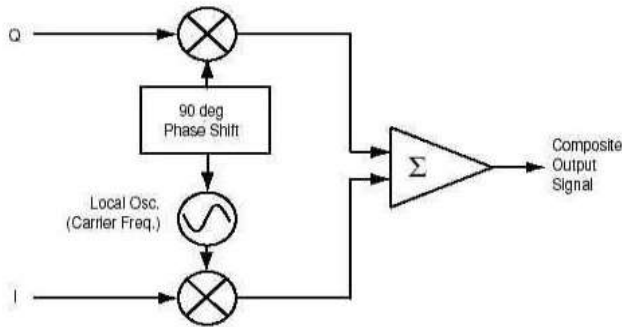 Q
90 deg
Phase Shift
Local Osc.
(Carrier Freq.)
Σ
Composite
Output
Signal
I